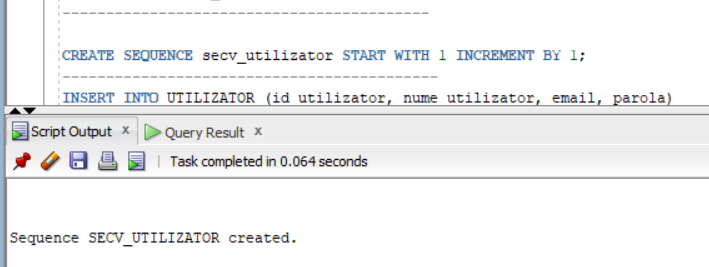 CREATE SEQUENCE secv_utilizator START WITH 1 INCREMENT BY 1;
INSERT INTO UTILIZATOR (id utilizator, nume utilizator, email, parola)
Script Output x Query Result x
Task completed in 0.064 seconds
Sequence SECV_UTILIZATOR created.